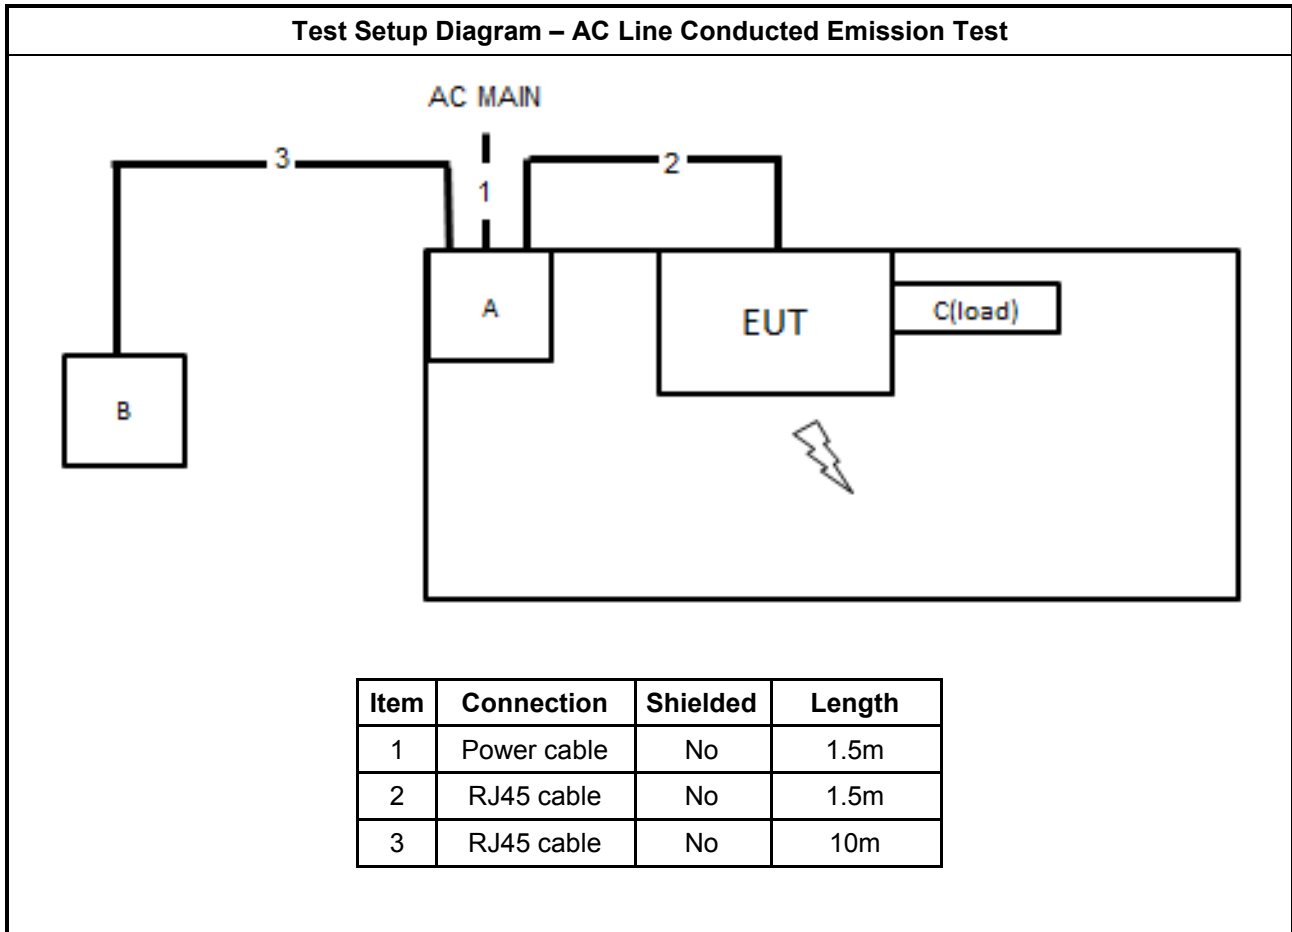 Test Setup Diagram – AC Line Conducted Emission Test
AC MAIN
3
2
1
A
EUT
C(load)
B
Item Connection Shielded Length
1 Power cable No 1.5m
2 RJ45 cable No 1.5m
3 RJ45 cable No 10m